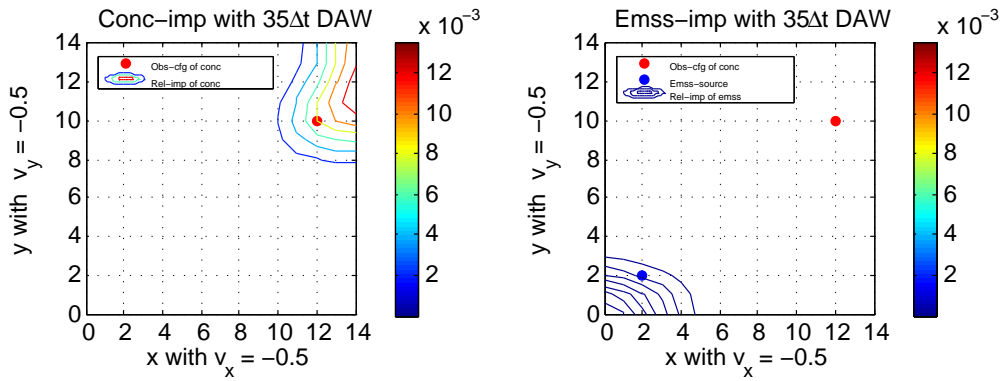 Conc−imp with 35Δt DAW
x 10⁻³
14
12
10
8
6
4
2
0
y with v_y = −0.5
Obs−cfg of conc
Rel−imp of conc
0 2 4 6 8 10 12 14
x with v_x = −0.5
12
10
8
6
4
2
Emss−imp with 35Δt DAW
x 10⁻³
14
12
10
8
6
4
2
0
y with v_y = −0.5
Obs−cfg of conc
Emss−source
Rel−imp of emss
0 2 4 6 8 10 12 14
x with v_x = −0.5
12
10
8
6
4
2